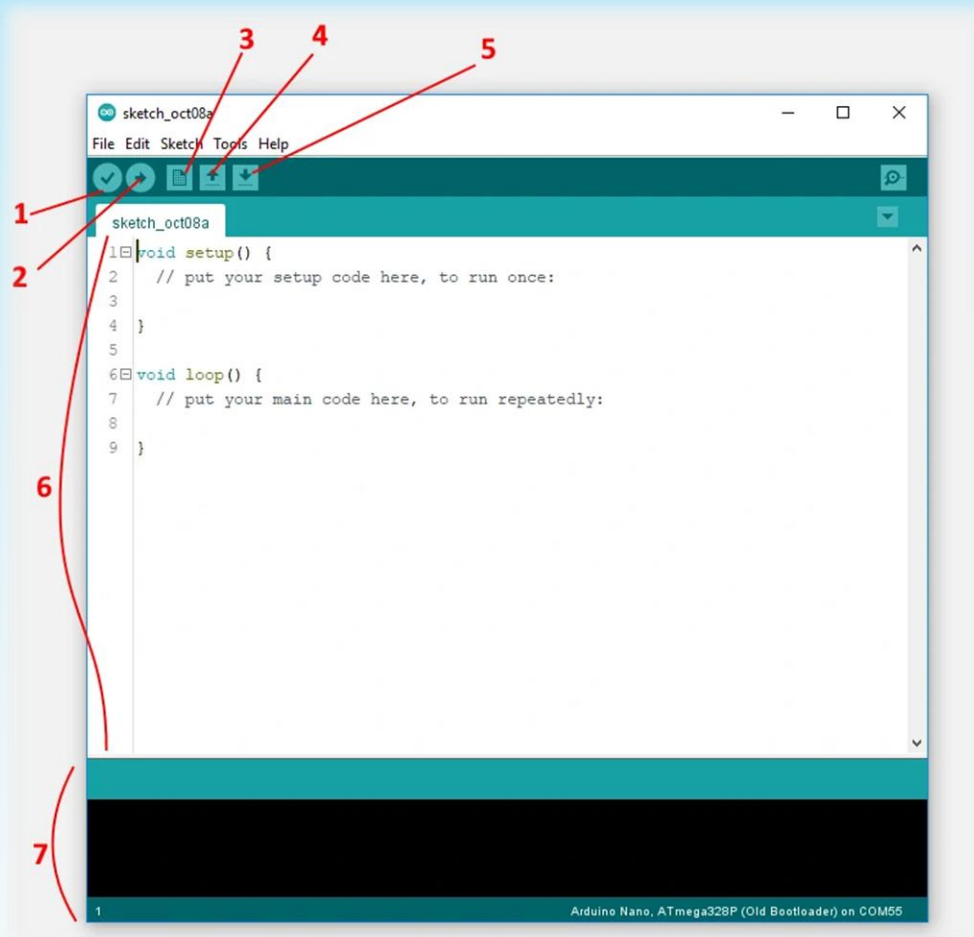 3 4 5
sketch_oct08a
File Edit Sketch Tools Help
1
sketch_oct08a
2
1 void setup() {
2 // put your setup code here, to run once:
3
4 }
5
6 void loop() {
7 // put your main code here, to run repeatedly:
8
9 }
6
7
1 Arduino Nano, ATmega328P (Old Bootloader) on COM55